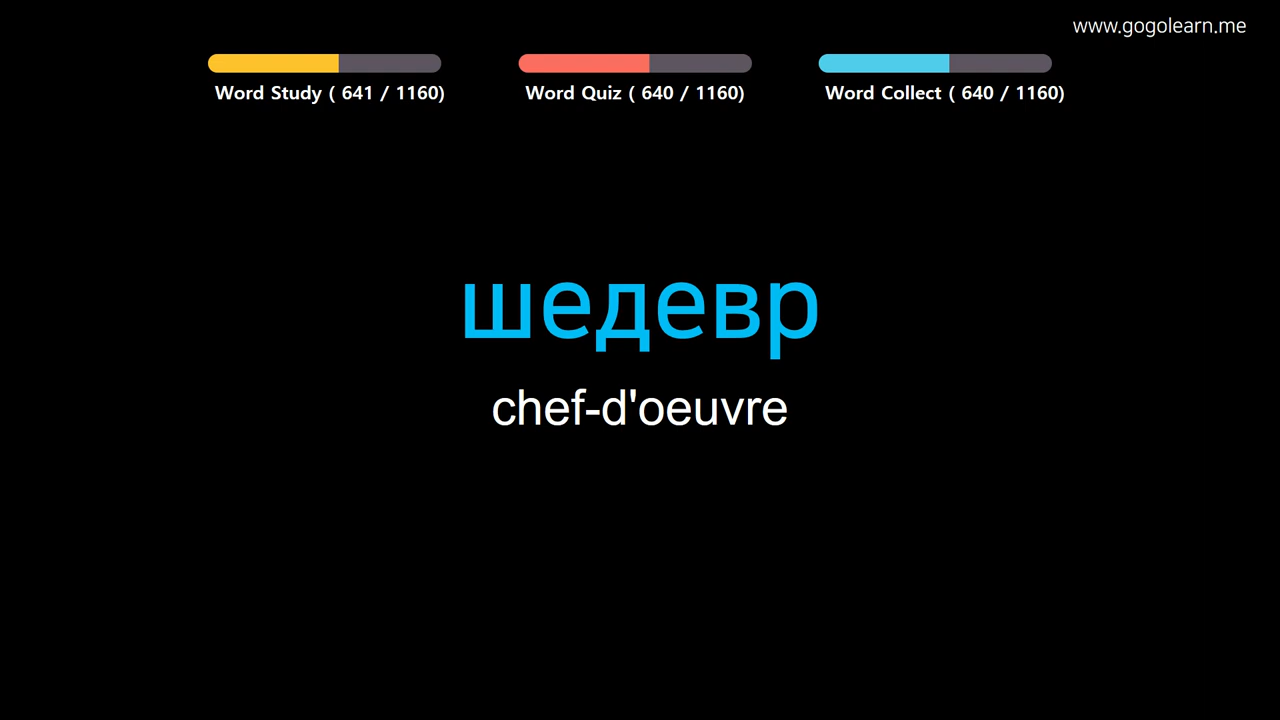 www.gogolearn.me
Word Study ( 641 / 1160)
Word Quiz ( 640 / 1160)
Word Collect ( 640 / 1160)
шедевр
chef-d'oeuvre